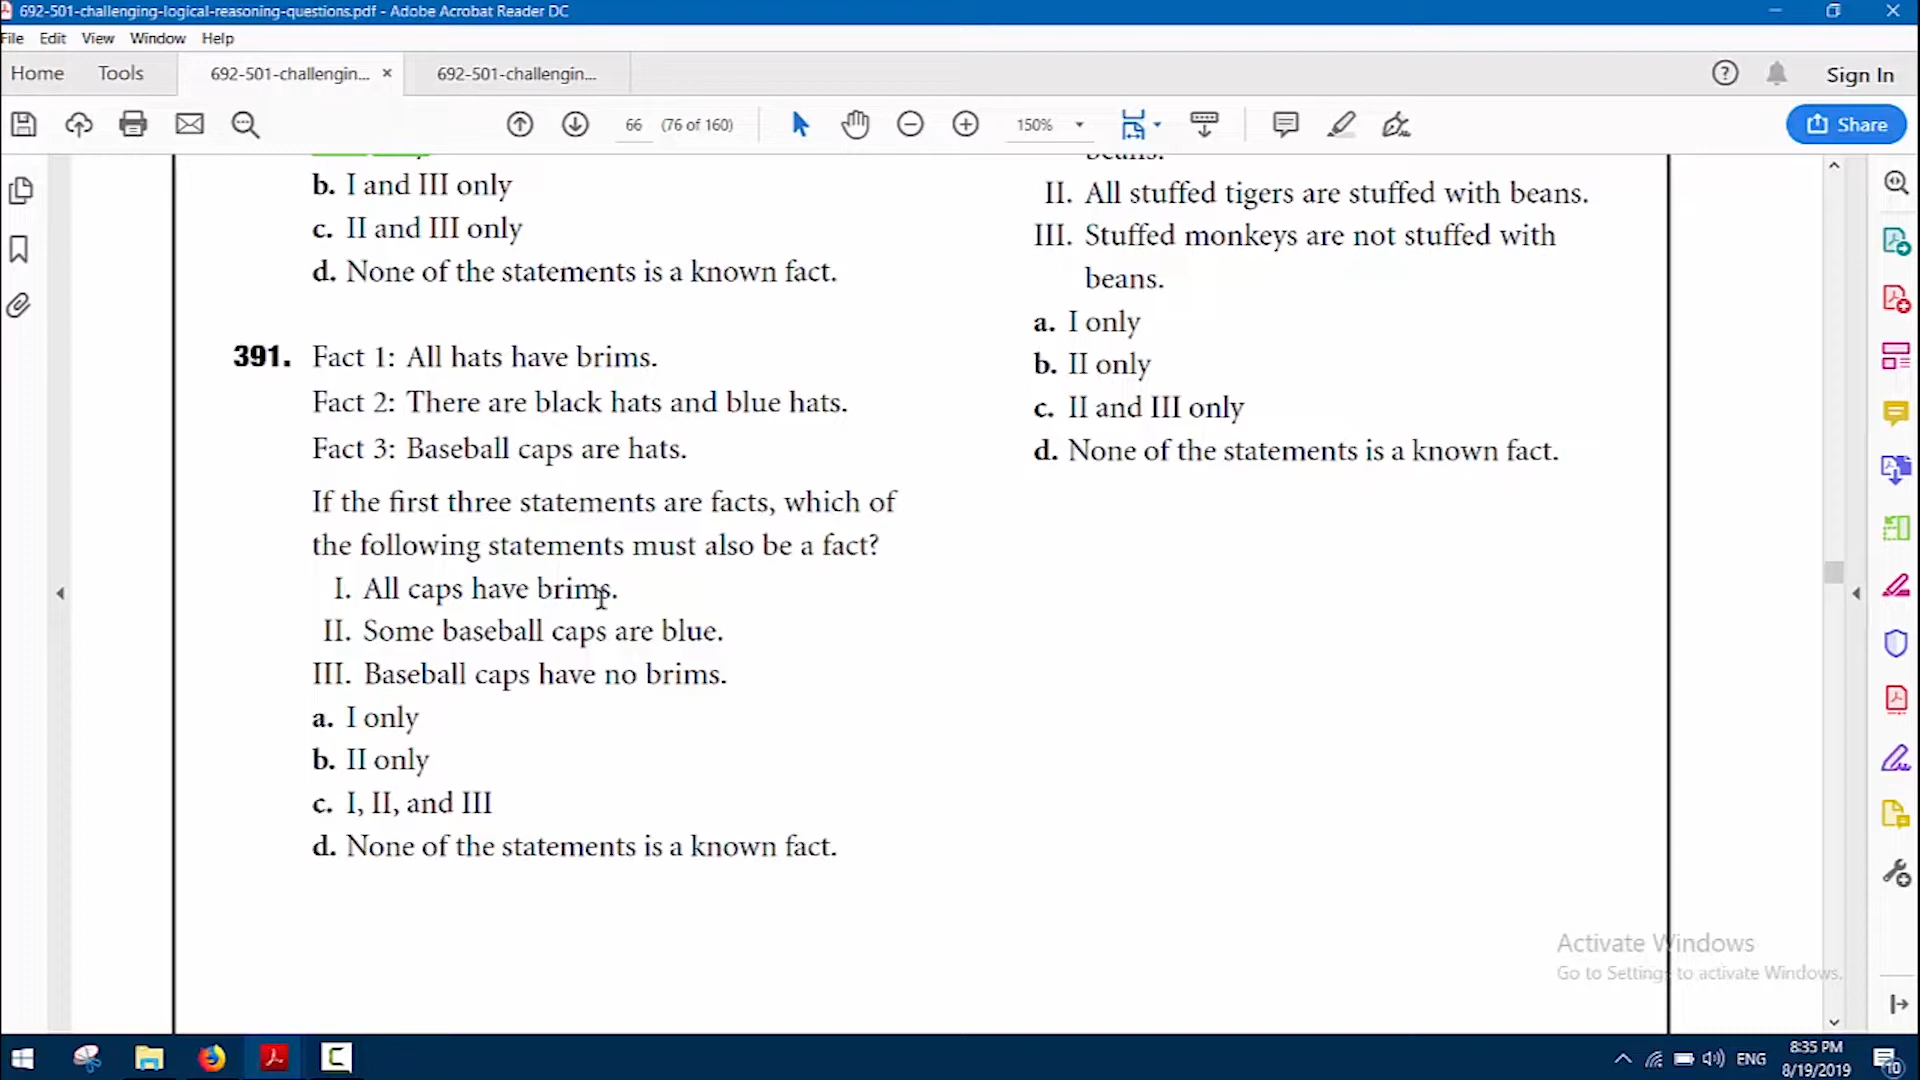 692-501-challenging-logical-reasoning-questions.pdf - Adobe Acrobat Reader DC
File Edit View Window Help
Home Tools 692-501-challengin... × 692-501-challengin... Sign In
66 (76 of 160) 150% Share
b. I and III only
c. II and III only
d. None of the statements is a known fact.
391. Fact 1: All hats have brims.
Fact 2: There are black hats and blue hats.
Fact 3: Baseball caps are hats.
If the first three statements are facts, which of
the following statements must also be a fact?
I. All caps have brims.
II. Some baseball caps are blue.
III. Baseball caps have no brims.
a. I only
b. II only
c. I, II, and III
d. None of the statements is a known fact.
beans.
II. All stuffed tigers are stuffed with beans.
III. Stuffed monkeys are not stuffed with
beans.
a. I only
b. II only
c. II and III only
d. None of the statements is a known fact.
Activate Windows
Go to Settings to activate Windows.
ENG
8:35 PM
8/19/2019
10